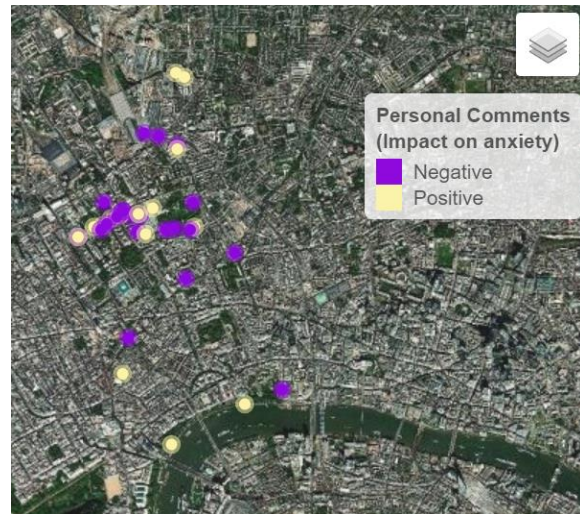 Personal Comments
(Impact on anxiety)
Negative
Positive